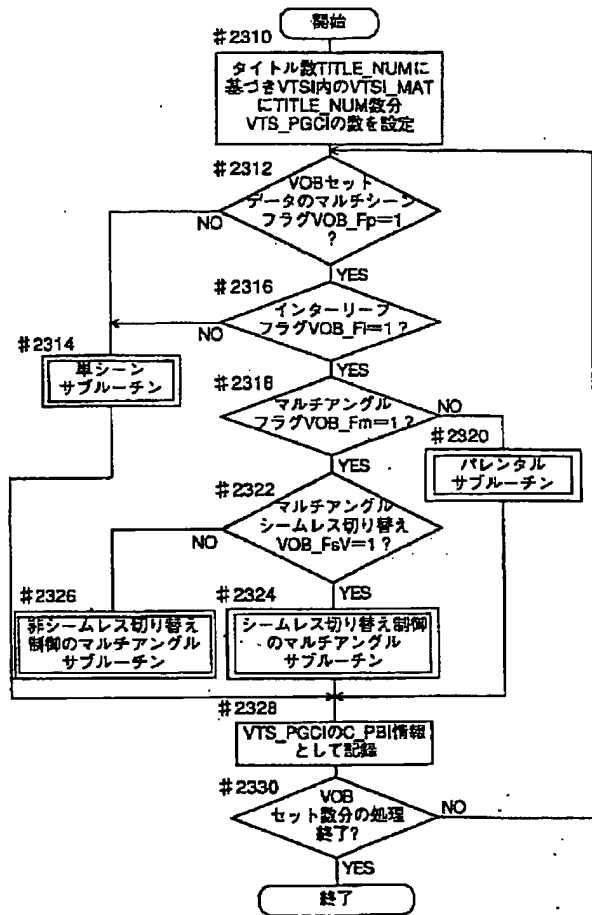 開始
#2310
タイトル数TITLE_NUMに
基づきVTSI内のVTSI_MAT
にTITLE_NUM数分
VTS_PGCIの数を設定
#2312
VOBセット
データのマルチシーン
フラグVOB_Fp=1
?
NO
YES
#2316
インターリーブ
フラグVOB_Fi=1?
NO
YES
#2314
単シーン
サブルーチン
#2318
マルチアングル
フラグVOB_Fm=1?
NO
YES
#2320
パレンタル
サブルーチン
#2322
マルチアングル
シームレス切り替え
VOB_FsV=1?
NO
YES
#2326
非シームレス切り替え
制御のマルチアングル
サブルーチン
#2324
シームレス切り替え制御
のマルチアングル
サブルーチン
#2328
VTS_PGCIのC_PBI情報
として記録
#2330
VOB
セット数分の処理
終了?
NO
YES
終了